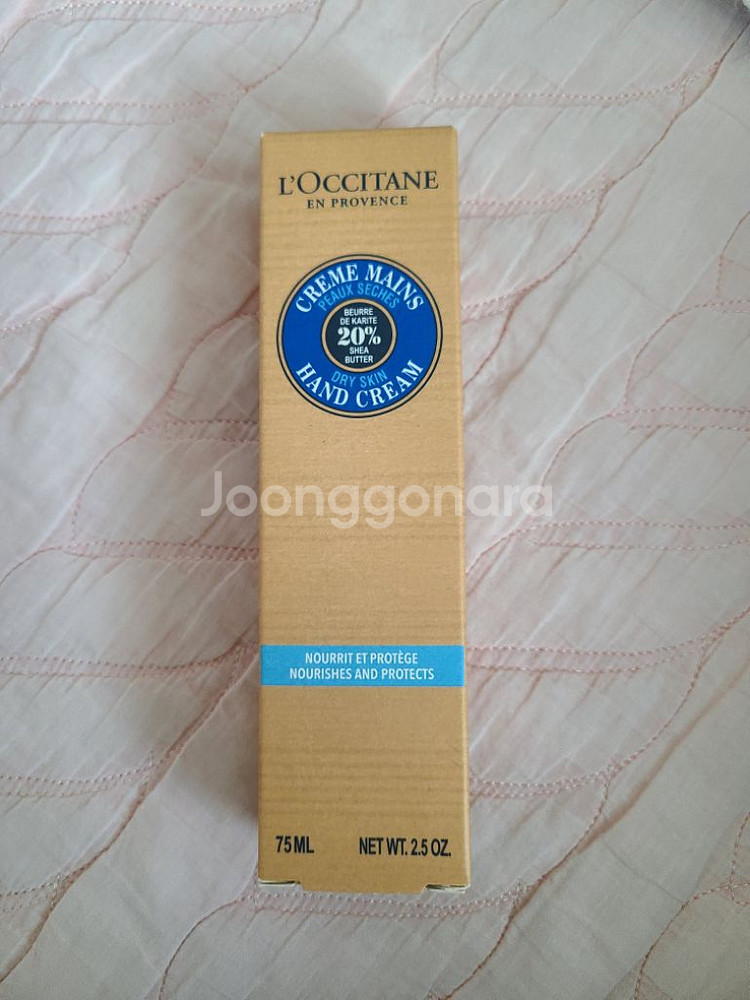 L'OCCITANE
EN PROVENCE
CREME MAINS
PEAUX SECHES
BEURRE
DE KARITE
20%
SHEA
BUTTER
DRY SKIN
HAND CREAM
Joonggonara
NOURRIT ET PROTÈGE
NOURISHES AND PROTECTS
75 ML NET WT. 2.5 OZ.